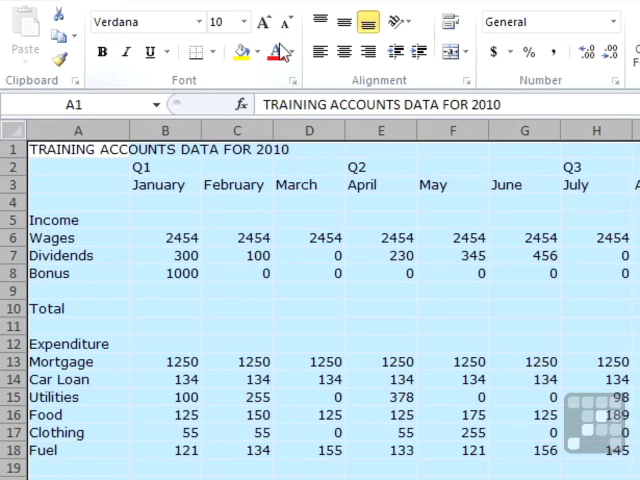 Verdana 10 A A General
Paste B I U A $ % , .00 .00
Clipboard Font Alignment Number
A1 fx TRAINING ACCOUNTS DATA FOR 2010
A B C D E F G H
1 TRAINING ACCOUNTS DATA FOR 2010
2 Q1 Q2 Q3
3 January February March April May June July A
4
5 Income
6 Wages 2454 2454 2454 2454 2454 2454 2454
7 Dividends 300 100 0 230 345 456 0
8 Bonus 1000 0 0 0 0 0 0
9
10 Total
11
12 Expenditure
13 Mortgage 1250 1250 1250 1250 1250 1250 1250
14 Car Loan 134 134 134 134 134 134 134
15 Utilities 100 255 0 378 0 0 98
16 Food 125 150 125 125 175 125 189
17 Clothing 55 55 0 55 255 0 0
18 Fuel 121 134 155 133 121 156 145
19